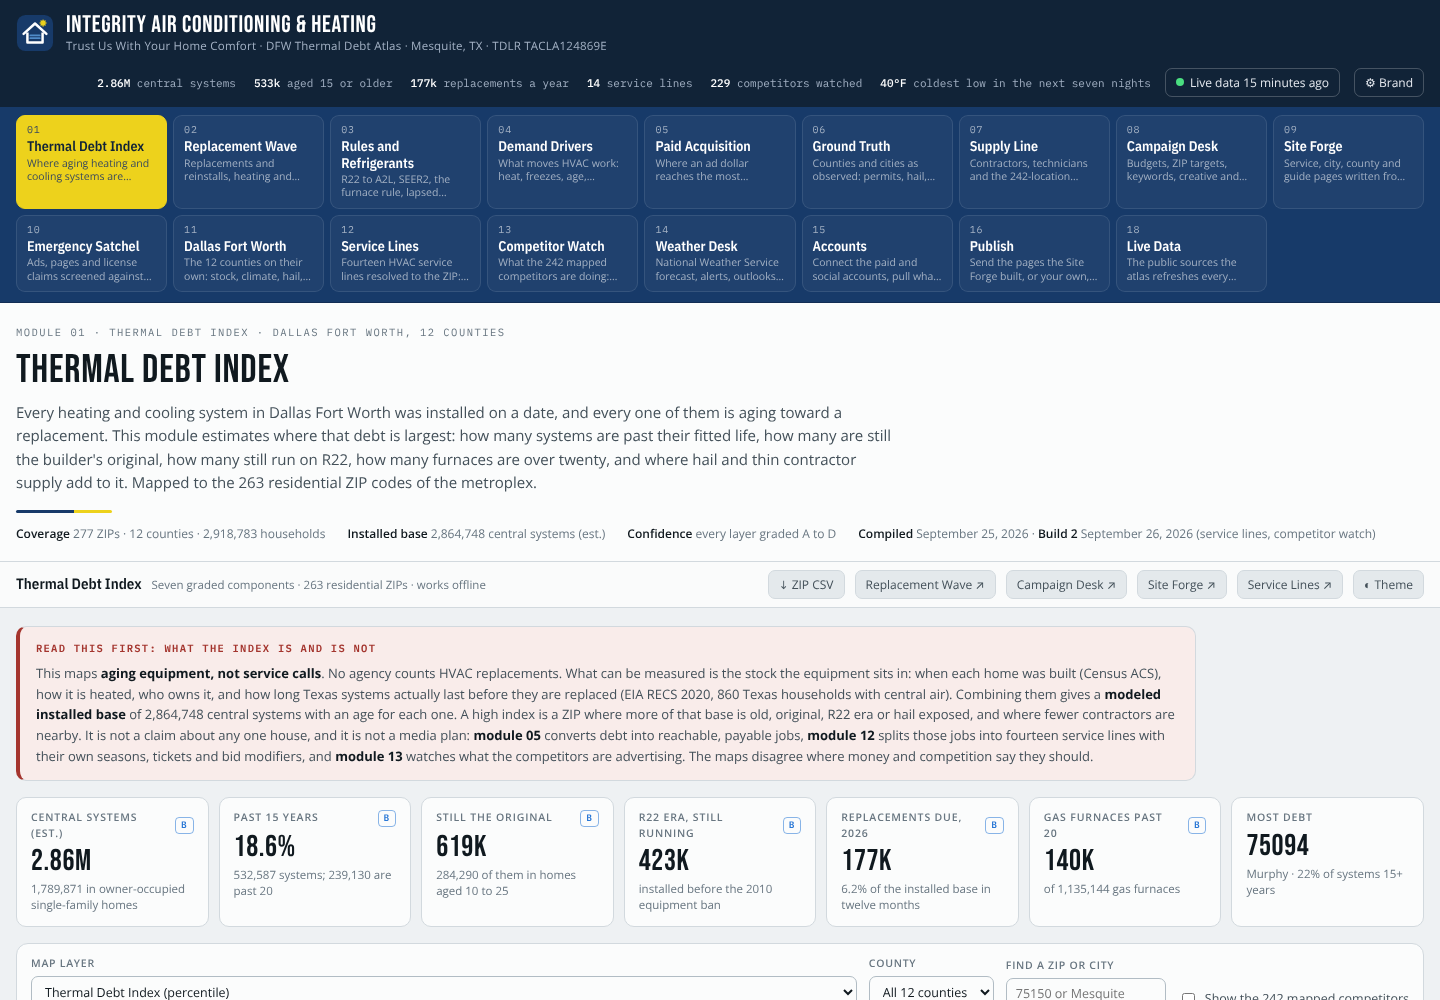 INTEGRITY AIR CONDITIONING & HEATING
Trust Us With Your Home Comfort · DFW Thermal Debt Atlas · Mesquite, TX · TDLR TACLA124869E
2.86M central systems 533k aged 15 or older 177k replacements a year 14 service lines 229 competitors watched 40°F coldest low in the next seven nights Live data 15 minutes ago ⚙ Brand
01
Thermal Debt Index
Where aging heating and
cooling systems are…
02
Replacement Wave
Replacements and
reinstalls, heating and…
03
Rules and
Refrigerants
R22 to A2L, SEER2, the
furnace rule, lapsed…
04
Demand Drivers
What moves HVAC work:
heat, freezes, age,…
05
Paid Acquisition
Where an ad dollar
reaches the most…
06
Ground Truth
Counties and cities as
observed: permits, hail,…
07
Supply Line
Contractors, technicians
and the 242-location…
08
Campaign Desk
Budgets, ZIP targets,
keywords, creative and…
09
Site Forge
Service, city, county and
guide pages written fro…
10
Emergency Satchel
Ads, pages and license
claims screened against…
11
Dallas Fort Worth
The 12 counties on their
own: stock, climate, hail,…
12
Service Lines
Fourteen HVAC service
lines resolved to the ZIP:…
13
Competitor Watch
What the 242 mapped
competitors are doing:…
14
Weather Desk
National Weather Service
forecast, alerts, outlooks…
15
Accounts
Connect the paid and
social accounts, pull wha…
16
Publish
Send the pages the Site
Forge built, or your own,…
18
Live Data
The public sources the
atlas refreshes every…
MODULE 01 · THERMAL DEBT INDEX · DALLAS FORT WORTH, 12 COUNTIES
THERMAL DEBT INDEX
Every heating and cooling system in Dallas Fort Worth was installed on a date, and every one of them is aging toward a
replacement. This module estimates where that debt is largest: how many systems are past their fitted life, how many are still
the builder's original, how many still run on R22, how many furnaces are over twenty, and where hail and thin contractor
supply add to it. Mapped to the 263 residential ZIP codes of the metroplex.
Coverage 277 ZIPs · 12 counties · 2,918,783 households Installed base 2,864,748 central systems (est.) Confidence every layer graded A to D Compiled September 25, 2026 · Build 2 September 26, 2026 (service lines, competitor watch)
Thermal Debt Index Seven graded components · 263 residential ZIPs · works offline
↓ ZIP CSV
Replacement Wave ↗
Campaign Desk ↗
Site Forge ↗
Service Lines ↗
Theme
READ THIS FIRST: WHAT THE INDEX IS AND IS NOT
This maps aging equipment, not service calls. No agency counts HVAC replacements. What can be measured is the stock the equipment sits in: when each home was built (Census ACS),
how it is heated, who owns it, and how long Texas systems actually last before they are replaced (EIA RECS 2020, 860 Texas households with central air). Combining them gives a modeled
installed base of 2,864,748 central systems with an age for each one. A high index is a ZIP where more of that base is old, original, R22 era or hail exposed, and where fewer contractors are
nearby. It is not a claim about any one house, and it is not a media plan: module 05 converts debt into reachable, payable jobs, module 12 splits those jobs into fourteen service lines with
their own seasons, tickets and bid modifiers, and module 13 watches what the competitors are advertising. The maps disagree where money and competition say they should.
CENTRAL SYSTEMS
(EST.)
B
2.86M
1,789,871 in owner-occupied
single-family homes
PAST 15 YEARS
B
18.6%
532,587 systems; 239,130 are
past 20
STILL THE ORIGINAL
B
619K
284,290 of them in homes
aged 10 to 25
R22 ERA, STILL
RUNNING
B
423K
installed before the 2010
equipment ban
REPLACEMENTS DUE,
2026
B
177K
6.2% of the installed base in
twelve months
GAS FURNACES PAST
20
B
140K
of 1,135,144 gas furnaces
MOST DEBT
75094
Murphy · 22% of systems 15+
years
MAP LAYER
Thermal Debt Index (percentile)
COUNTY
All 12 counties
FIND A ZIP OR CITY
75150 or Mesquite
Show the 242 mapped competitors